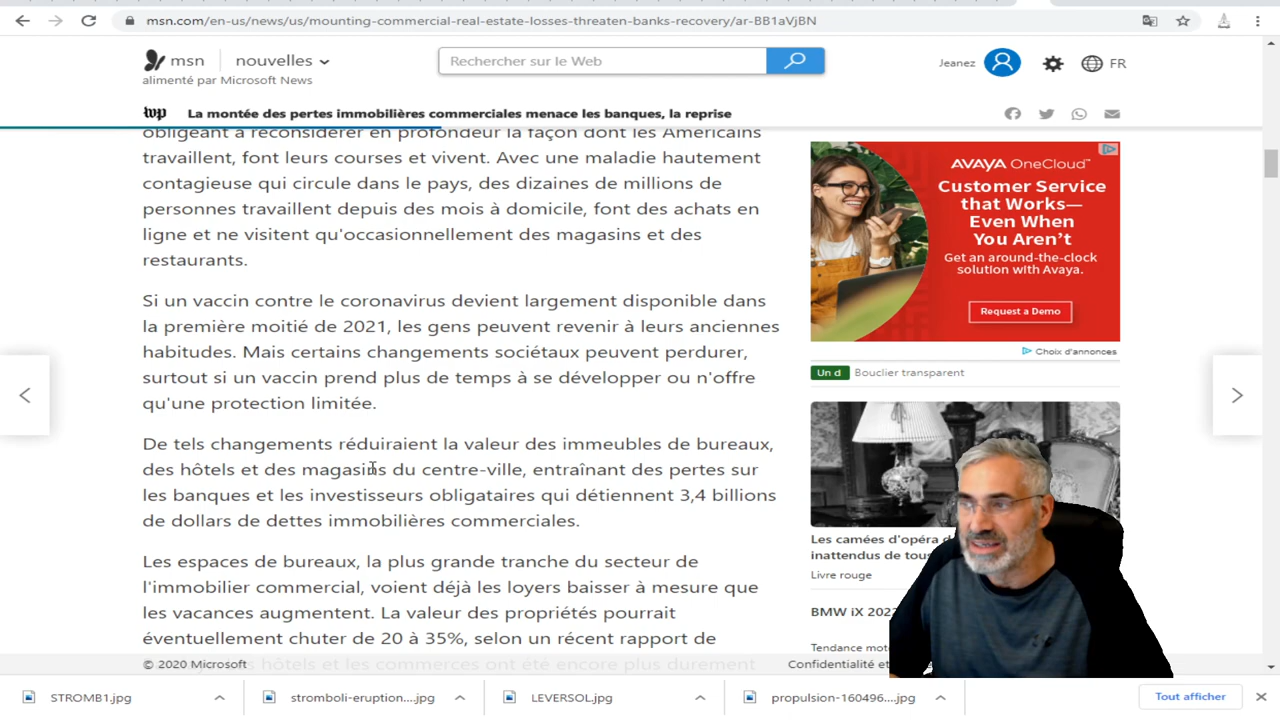 msn.com/en-us/news/us/mounting-commercial-real-estate-losses-threaten-banks-recovery/ar-BB1aVjBN
msn nouvelles
alimenté par Microsoft News
Rechercher sur le Web
Jeanez
FR
wp La montée des pertes immobilières commerciales menace les banques, la reprise
obligeant à reconsidérer en profondeur la façon dont les Américains
travaillent, font leurs courses et vivent. Avec une maladie hautement
contagieuse qui circule dans le pays, des dizaines de millions de
personnes travaillent depuis des mois à domicile, font des achats en
ligne et ne visitent qu'occasionnellement des magasins et des
restaurants.
Si un vaccin contre le coronavirus devient largement disponible dans
la première moitié de 2021, les gens peuvent revenir à leurs anciennes
habitudes. Mais certains changements sociétaux peuvent perdurer,
surtout si un vaccin prend plus de temps à se développer ou n'offre
qu'une protection limitée.
De tels changements réduiraient la valeur des immeubles de bureaux,
des hôtels et des magasins du centre-ville, entraînant des pertes sur
les banques et les investisseurs obligataires qui détiennent 3,4 billions
de dollars de dettes immobilières commerciales.
Les espaces de bureaux, la plus grande tranche du secteur de
l'immobilier commercial, voient déjà les loyers baisser à mesure que
les vacances augmentent. La valeur des propriétés pourrait
éventuellement chuter de 20 à 35%, selon un récent rapport de
hôtels et les commerces ont été encore plus durement
AVAYA OneCloud™
Customer Service
that Works—
Even When
You Aren't
Get an around-the-clock
solution with Avaya.
Request a Demo
Choix d'annonces
Un d Bouclier transparent
Les camées d'opéra
inattendus de
Livre rouge
BMW iX
Tendance
© 2020 Microsoft
Confidentialité
STROMB1.jpg
stromboli-eruption....jpg
LEVERSOL.jpg
propulsion-160496....jpg
Tout afficher